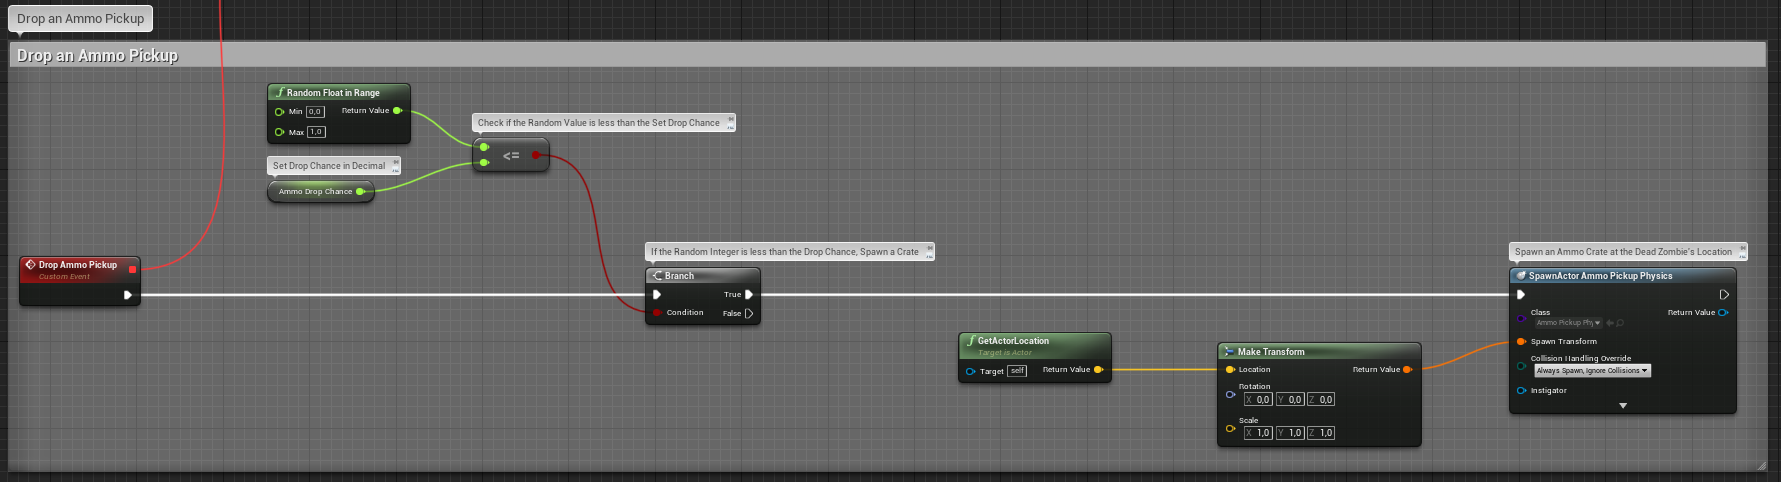 Drop an Ammo Pickup
Drop an Ammo Pickup
Random Float in Range
Min 0,0 Return Value
Max 1,0
Check if the Random Value is less than the Set Drop Chance
<=
Set Drop Chance in Decimal
Ammo Drop Chance
Drop Ammo Pickup
Custom Event
If the Random Integer is less than the Drop Chance, Spawn a Crate
Branch
True
Condition False
GetActorLocation
Target is Actor
Target self Return Value
Make Transform
Location Return Value
Rotation
X 0,0 Y 0,0 Z 0,0
Scale
X 1,0 Y 1,0 Z 1,0
Spawn an Ammo Crate at the Dead Zombie's Location
SpawnActor Ammo Pickup Physics
Class Return Value
Ammo Pickup Phy
Spawn Transform
Collision Handling Override
Always Spawn, Ignore Collisions
Instigator